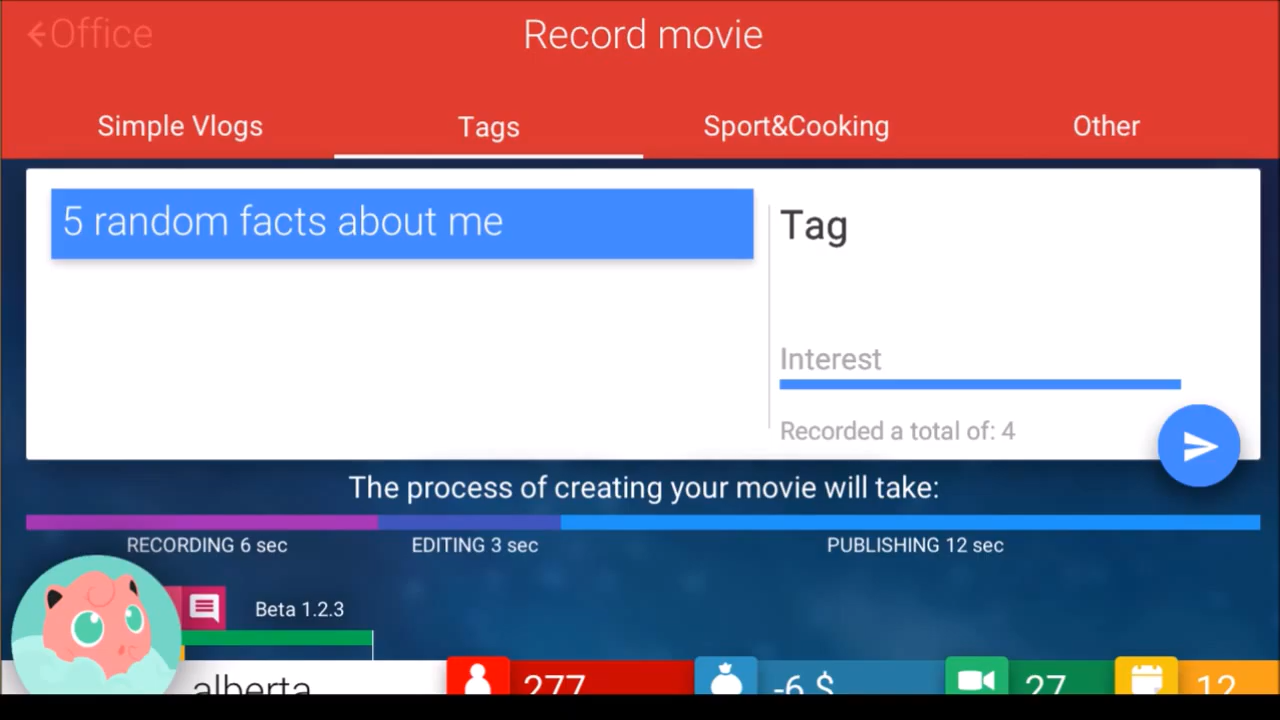 Office
Record movie
Simple Vlogs
Tags
Sport&Cooking
Other
5 random facts about me
Tag
Interest
Recorded a total of: 4
The process of creating your movie will take:
RECORDING 6 sec
EDITING 3 sec
PUBLISHING 12 sec
Beta 1.2.3
alberta
277
-6 $
27
12